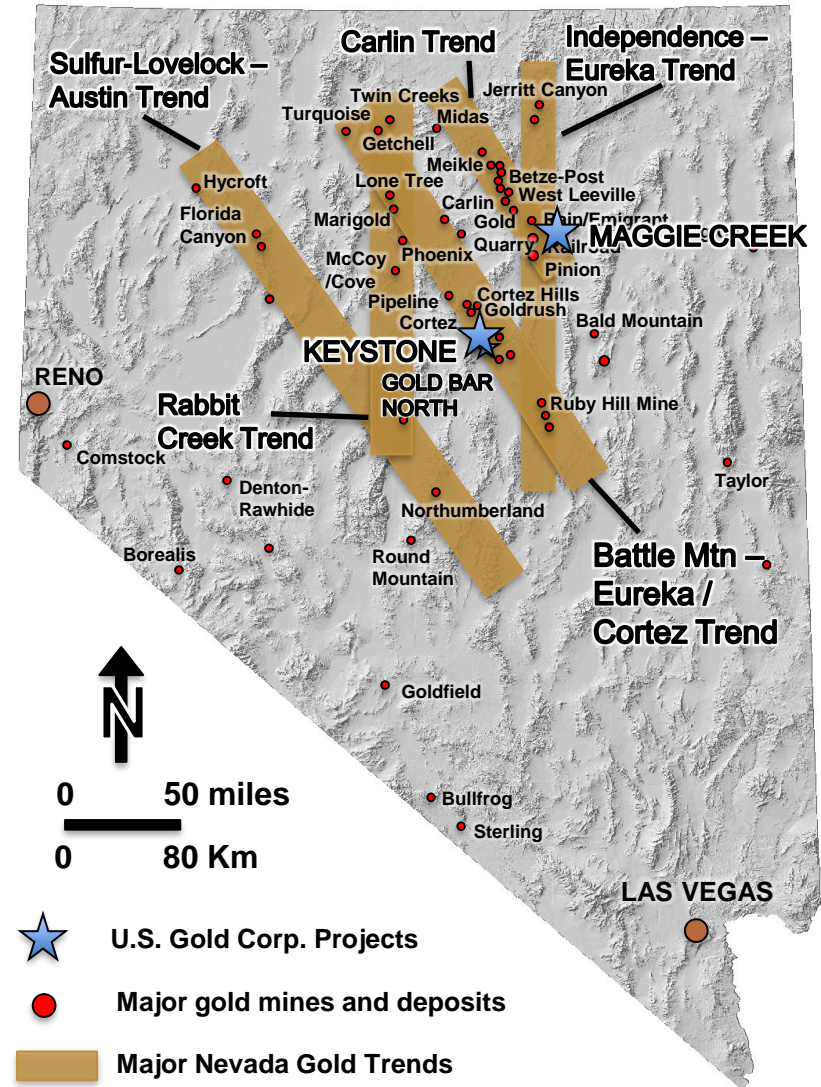 Carlin Trend
Independence –
Eureka Trend
Sulfur-Lovelock –
Austin Trend
Twin Creeks
Jerritt Canyon
Turquoise
Midas
Getchell
Meikle
Betze-Post
Lone Tree
West Leeville
Hycroft
Carlin
Marigold
Gold
Quarry
Rain/Emigrant
Florida
Canyon
MAGGIE CREEK
Railroad
Phoenix
Pinion
McCoy
/Cove
Pipeline
Cortez Hills
Goldrush
Cortez
Bald Mountain
KEYSTONE
GOLD BAR
NORTH
RENO
Rabbit
Creek Trend
Ruby Hill Mine
Comstock
Taylor
Denton-
Rawhide
Northumberland
Borealis
Round
Mountain
Battle Mtn –
Eureka /
Cortez Trend
N
Goldfield
0 50 miles
0 80 Km
Bullfrog
Sterling
LAS VEGAS
U.S. Gold Corp. Projects
Major gold mines and deposits
Major Nevada Gold Trends